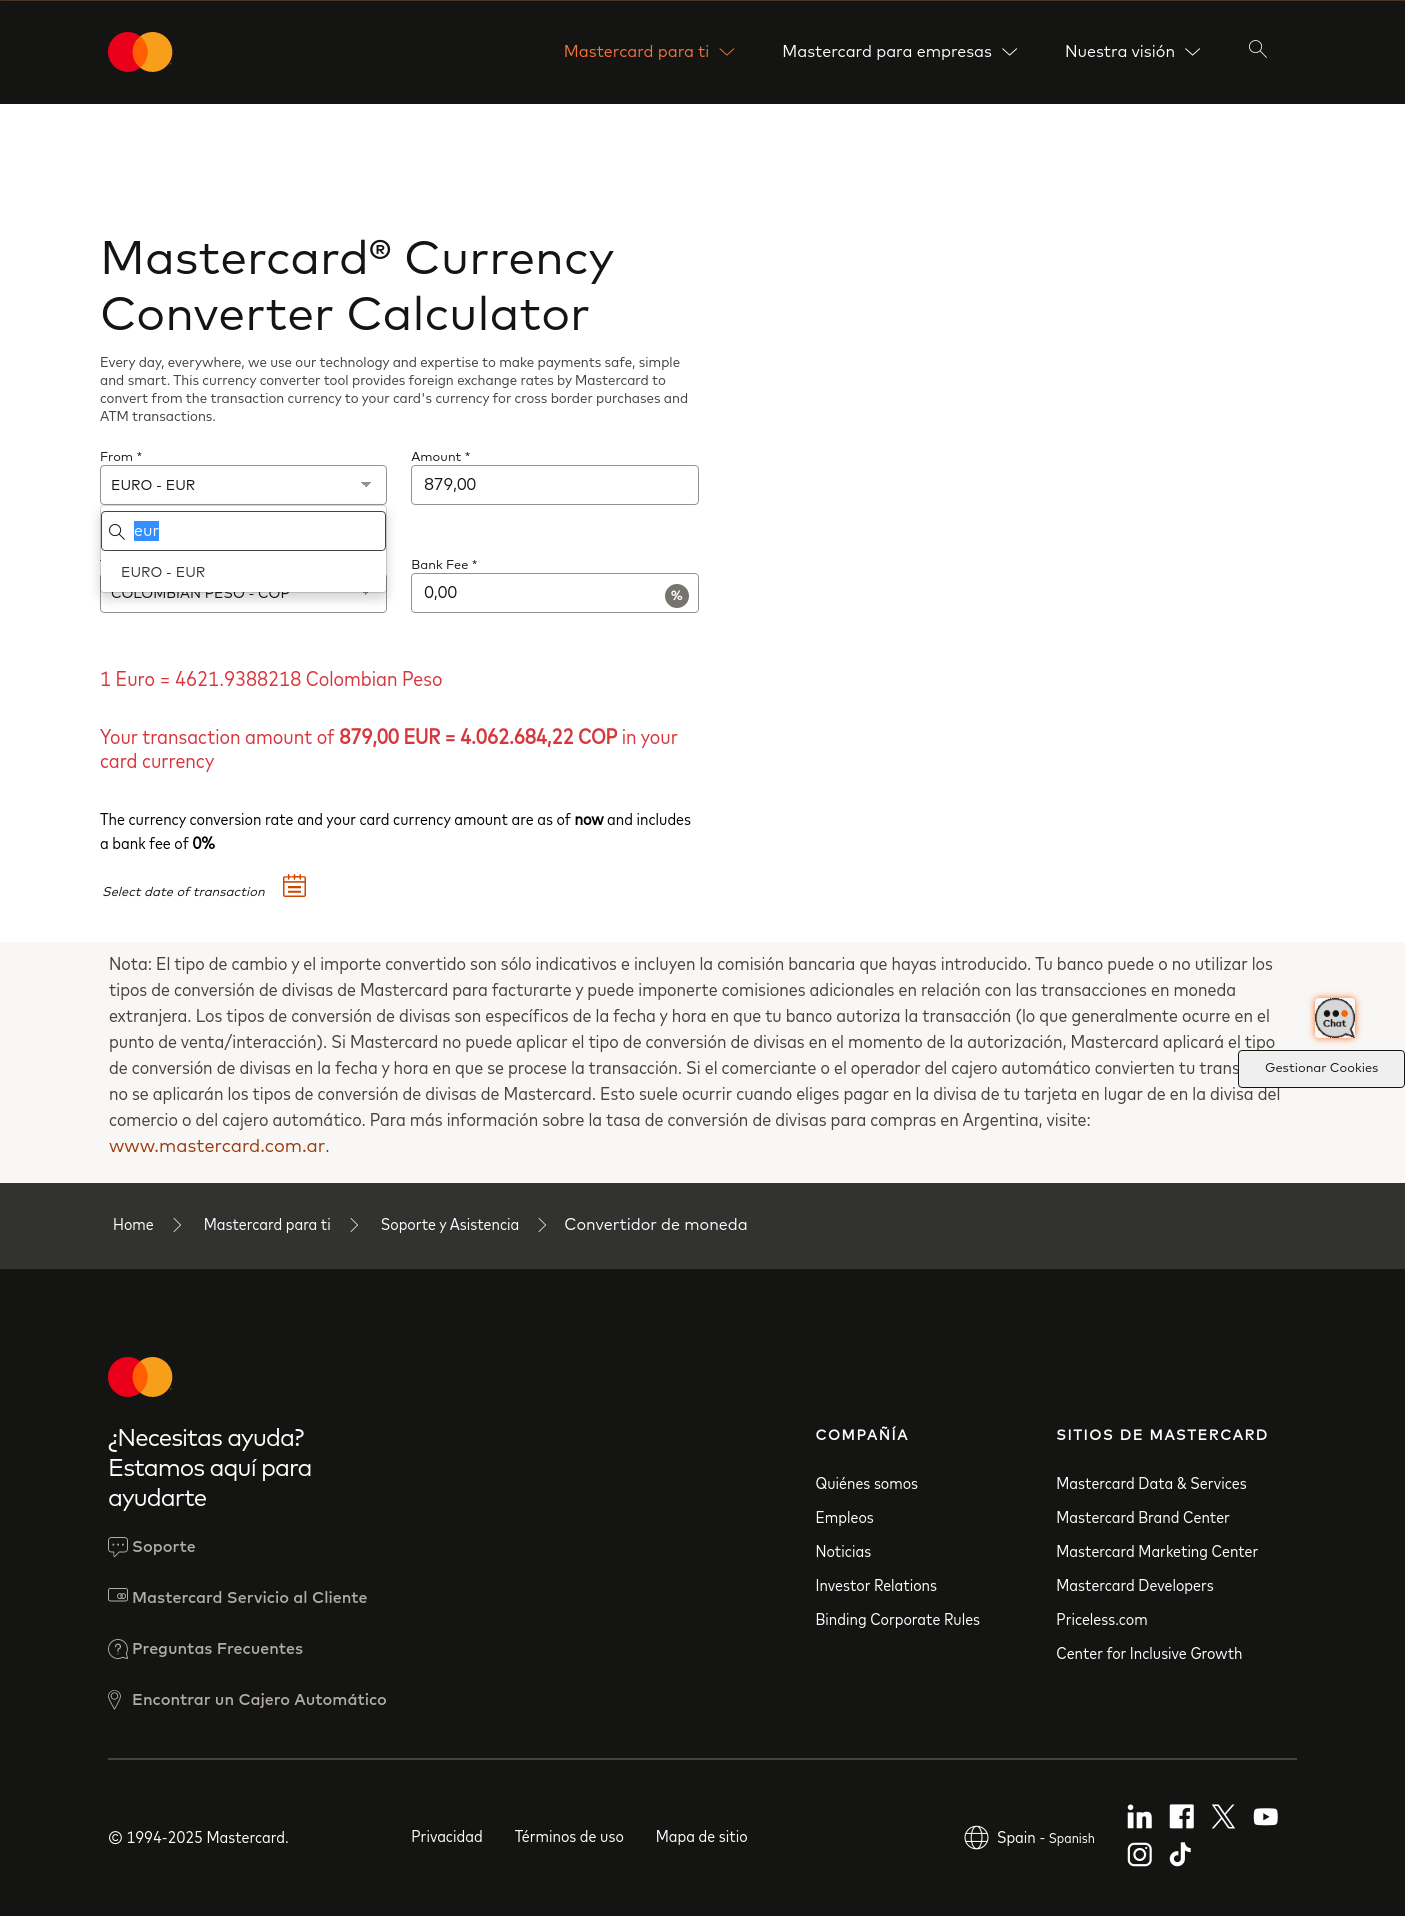 Mastercard para ti
Mastercard para empresas
Nuestra visión
Mastercard® Currency
Converter Calculator
Every day, everywhere, we use our technology and expertise to make payments safe, simple
and smart. This currency converter tool provides foreign exchange rates by Mastercard to
convert from the transaction currency to your card's currency for cross border purchases and
ATM transactions.
From *
Amount *
EURO - EUR
879,00
eur
EURO - EUR
Bank Fee *
COLOMBIAN PESO - COP
0,00
%
1 Euro = 4621.9388218 Colombian Peso
Your transaction amount of 879,00 EUR = 4.062.684,22 COP in your
card currency
The currency conversion rate and your card currency amount are as of now and includes
a bank fee of 0%
Select date of transaction
Nota: El tipo de cambio y el importe convertido son sólo indicativos e incluyen la comisión bancaria que hayas introducido. Tu banco puede o no utilizar los
tipos de conversión de divisas de Mastercard para facturarte y puede imponerte comisiones adicionales en relación con las transacciones en moneda
extranjera. Los tipos de conversión de divisas son específicos de la fecha y hora en que tu banco autoriza la transacción (lo que generalmente ocurre en el
punto de venta/interacción). Si Mastercard no puede aplicar el tipo de conversión de divisas en el momento de la autorización, Mastercard aplicará el tipo
de conversión de divisas en la fecha y hora en que se procese la transacción. Si el comerciante o el operador del cajero automático convierten tu
no se aplicarán los tipos de conversión de divisas de Mastercard. Esto suele ocurrir cuando eliges pagar en la divisa de tu tarjeta en lugar de en la divisa del
comercio o del cajero automático. Para más información sobre la tasa de conversión de divisas para compras en Argentina, visite:
www.mastercard.com.ar.
Chat
Gestionar Cookies
Home
Mastercard para ti
Soporte y Asistencia
Convertidor de moneda
¿Necesitas ayuda?
Estamos aquí para
ayudarte
Soporte
Mastercard Servicio al Cliente
Preguntas Frecuentes
Encontrar un Cajero Automático
COMPAÑÍA
Quiénes somos
Empleos
Noticias
Investor Relations
Binding Corporate Rules
SITIOS DE MASTERCARD
Mastercard Data & Services
Mastercard Brand Center
Mastercard Marketing Center
Mastercard Developers
Priceless.com
Center for Inclusive Growth
© 1994-2025 Mastercard.
Privacidad
Términos de uso
Mapa de sitio
Spain - Spanish